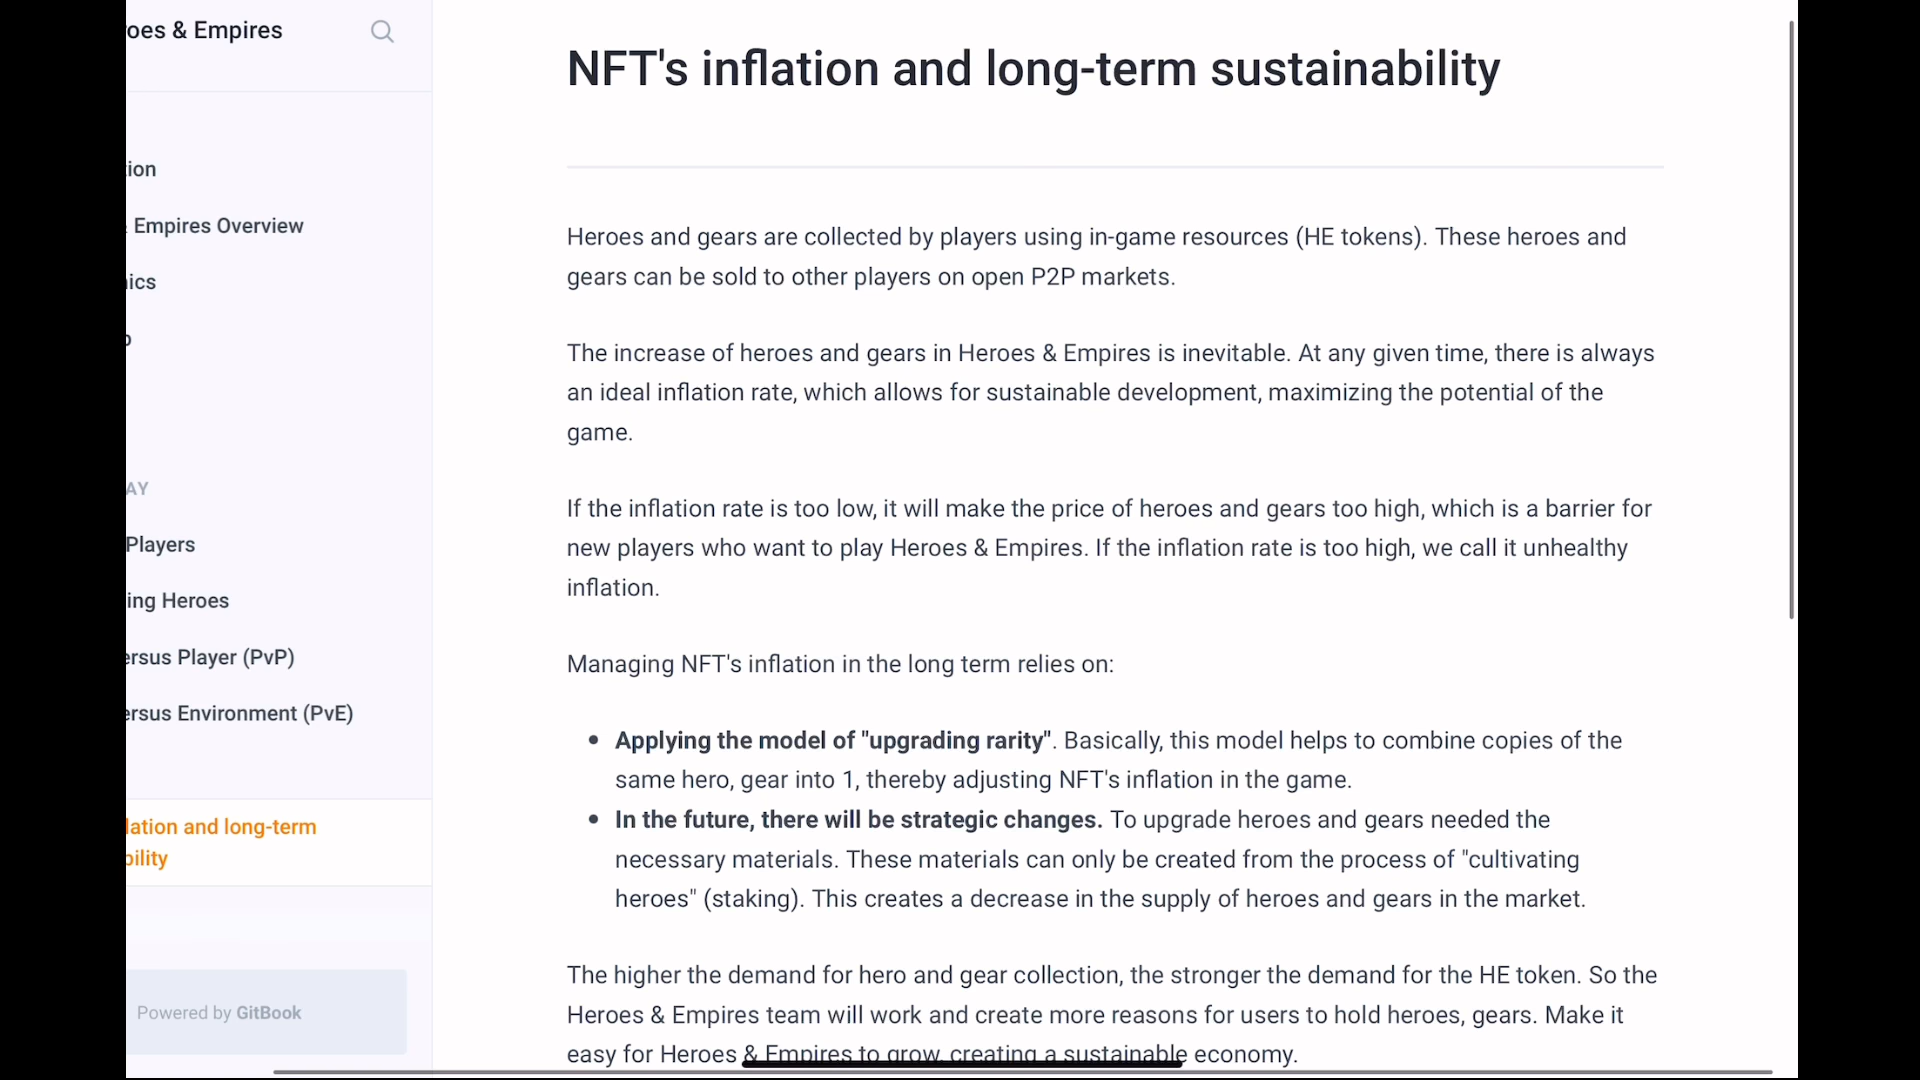 oes & Empires
NFT's inflation and long-term sustainability
tion
& Empires Overview
nics
p
AY
Players
ing Heroes
ersus Player (PvP)
ersus Environment (PvE)
lation and long-term
bility
Powered by GitBook
Heroes and gears are collected by players using in-game resources (HE tokens). These heroes and
gears can be sold to other players on open P2P markets.
The increase of heroes and gears in Heroes & Empires is inevitable. At any given time, there is always
an ideal inflation rate, which allows for sustainable development, maximizing the potential of the
game.
If the inflation rate is too low, it will make the price of heroes and gears too high, which is a barrier for
new players who want to play Heroes & Empires. If the inflation rate is too high, we call it unhealthy
inflation.
Managing NFT's inflation in the long term relies on:
• Applying the model of "upgrading rarity". Basically, this model helps to combine copies of the
same hero, gear into 1, thereby adjusting NFT's inflation in the game.
• In the future, there will be strategic changes. To upgrade heroes and gears needed the
necessary materials. These materials can only be created from the process of "cultivating
heroes" (staking). This creates a decrease in the supply of heroes and gears in the market.
The higher the demand for hero and gear collection, the stronger the demand for the HE token. So the
Heroes & Empires team will work and create more reasons for users to hold heroes, gears. Make it
easy for Heroes & Empires to grow, creating a sustainable economy.